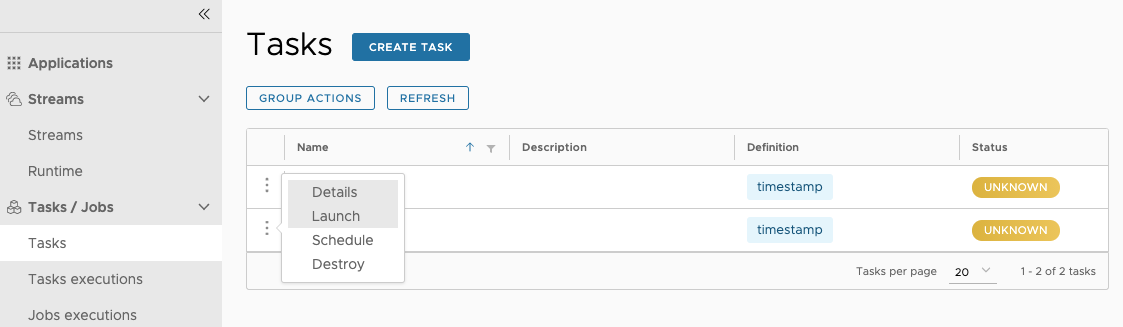 Applications
Streams
Streams
Runtime
Tasks / Jobs
Tasks
Tasks executions
Jobs executions
Tasks CREATE TASK
GROUP ACTIONS REFRESH
Name Description Definition Status
timestamp UNKNOWN
timestamp UNKNOWN
Details
Launch
Schedule
Destroy
Tasks per page 20 1 - 2 of 2 tasks